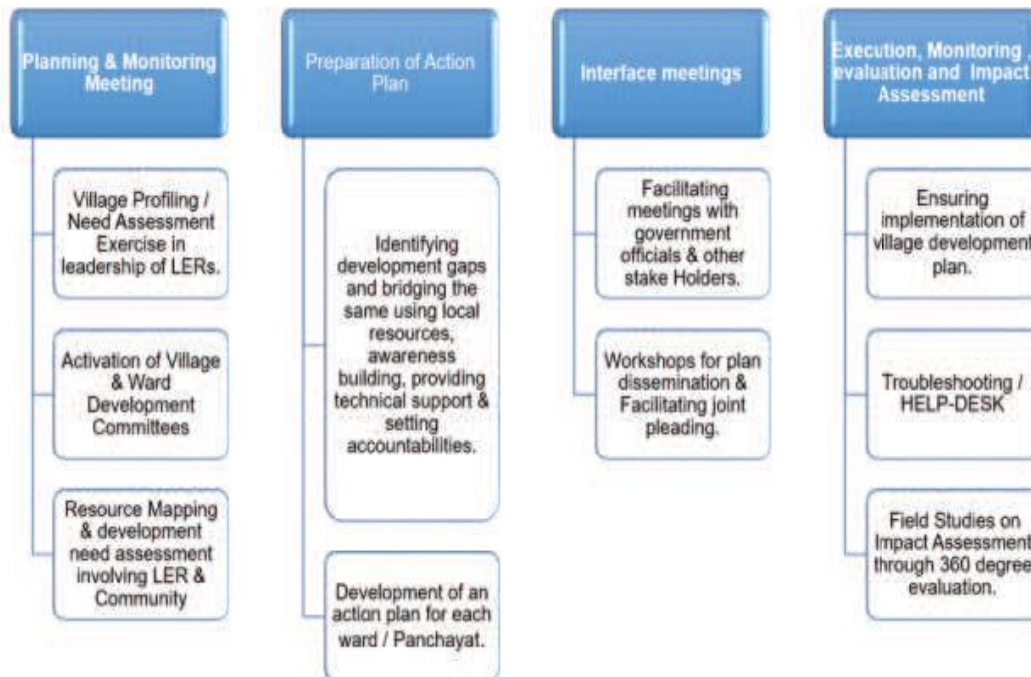 Planning & Monitoring
Meeting
Village Profiling /
Need Assessment
Exercise in
leadership of LERs.
Activation of Village
& Ward
Development
Committees
Resource Mapping
& development
need assessment
involving LER &
Community
Preparation of Action
Plan
Identifying
development gaps
and bridging the
same using local
resources,
awareness
building, providing
technical support &
setting
accountabilities.
Development of an
action plan for each
ward / Panchayat.
Interface meetings
Facilitating
meetings with
government
officials & other
stake Holders.
Workshops for plan
dissemination &
Facilitating joint
pleading.
Execution, Monitoring ,
evaluation and Impact
Assessment
Ensuring
implementation of
village development
plan.
Troubleshooting /
HELP-DESK
Field Studies on
Impact Assessment
through 360 degree
evaluation.